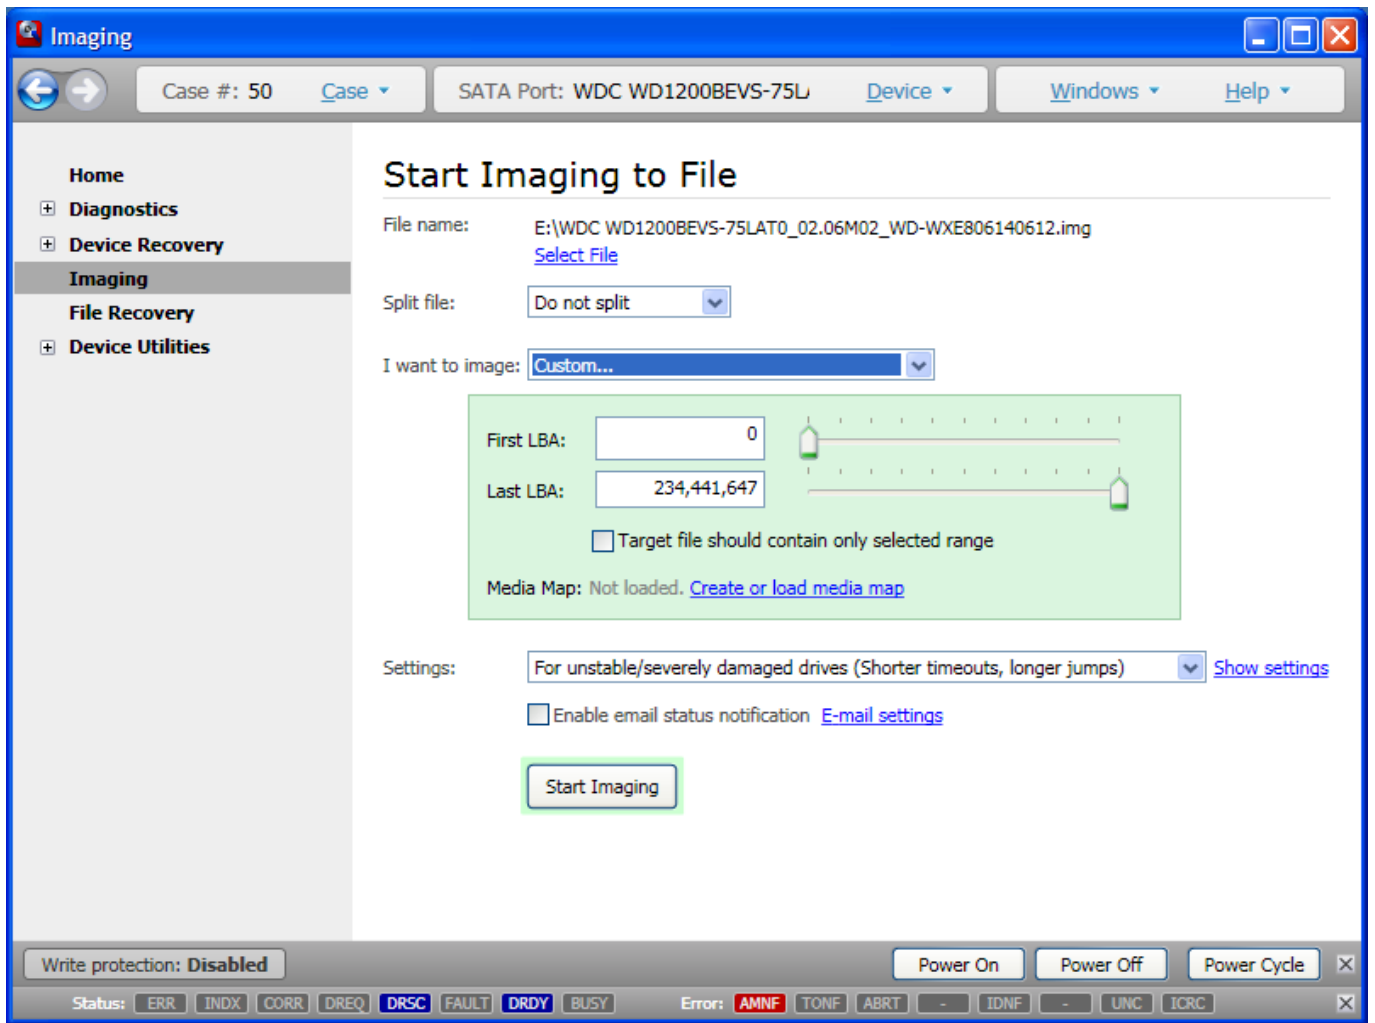 Imaging
Case #: 50 Case SATA Port: WDC WD1200BEVS-75L Device Windows Help
Home
Diagnostics
Device Recovery
Imaging
File Recovery
Device Utilities
Start Imaging to File
File name: E:\WDC WD1200BEVS-75LAT0_02.06M02_WD-WXE806140612.img
Select File
Split file: Do not split
I want to image: Custom...
First LBA: 0
Last LBA: 234,441,647
Target file should contain only selected range
Media Map: Not loaded. Create or load media map
Settings: For unstable/severely damaged drives (Shorter timeouts, longer jumps) Show settings
Enable email status notification E-mail settings
Start Imaging
Write protection: Disabled Power On Power Off Power Cycle
Status: ERR INDX CORR DREQ DRSC FAULT DRDY BUSY Error: AMNF TONF ABRT - IDNF - UNC ICRC